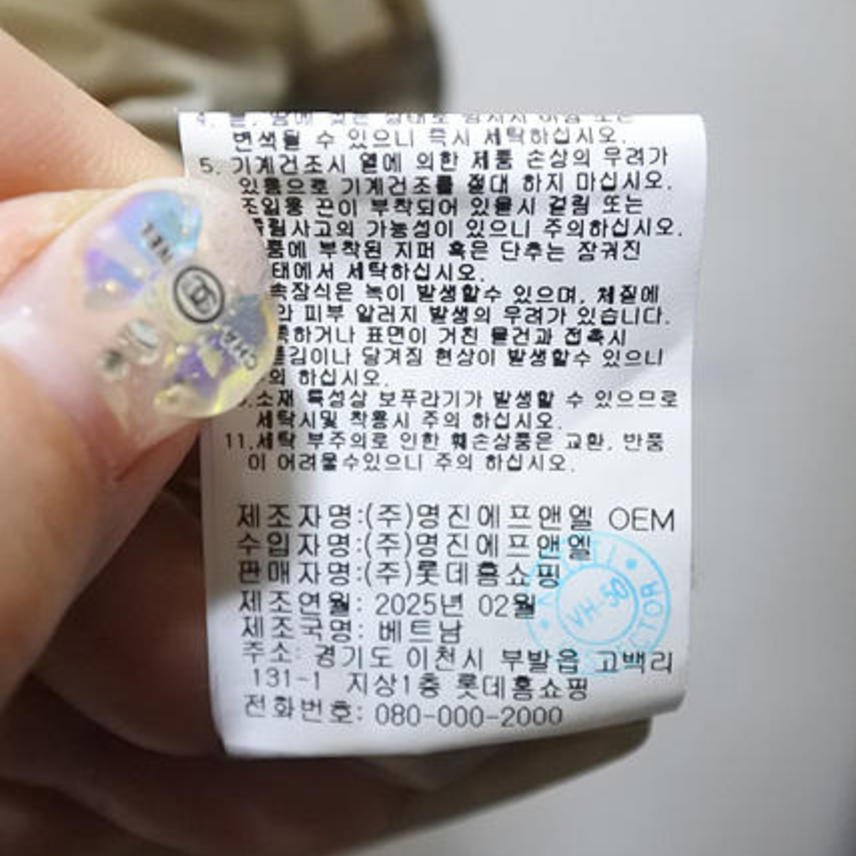 변색될 수 있으니 즉시 세탁하십시오.
5. 기계건조시 열에 의한 제품 손상의 우려가
있음으로 기계건조를 절대 하지 마십시오.
조임용 끈이 부착되어 있을시 걸림 또는
사고의 가능성이 있으니 주의하십시오.
부착된 지퍼 혹은 단추는 잠궈진
세탁하십시오.
녹이 발생할수 있으며, 체질에
피부 알러지 발생의 우려가 있습니다.
표면이 거친 물건과 접촉시
당겨짐 현상이 발생할수 있으니
하십시오.
소재 특성상 보푸라기가 발생할 수 있으므로
세탁시및 착용시 주의 하십시오.
11.세탁 부주의로 인한 훼손상품은 교환, 반품
이 어려울수있으니 주의 하십시오.
제조자명:(주)명진에프앤엘 OEM
수입자명:(주)명진에프앤엘
판매자명:(주)롯데홈쇼핑
제조연월: 2025년 02월
제조국명: 베트남
주소: 경기도 이천시 부발읍 고백리
131-1 지상1층 롯데홈쇼핑
전화번호: 080-000-2000
VH-50